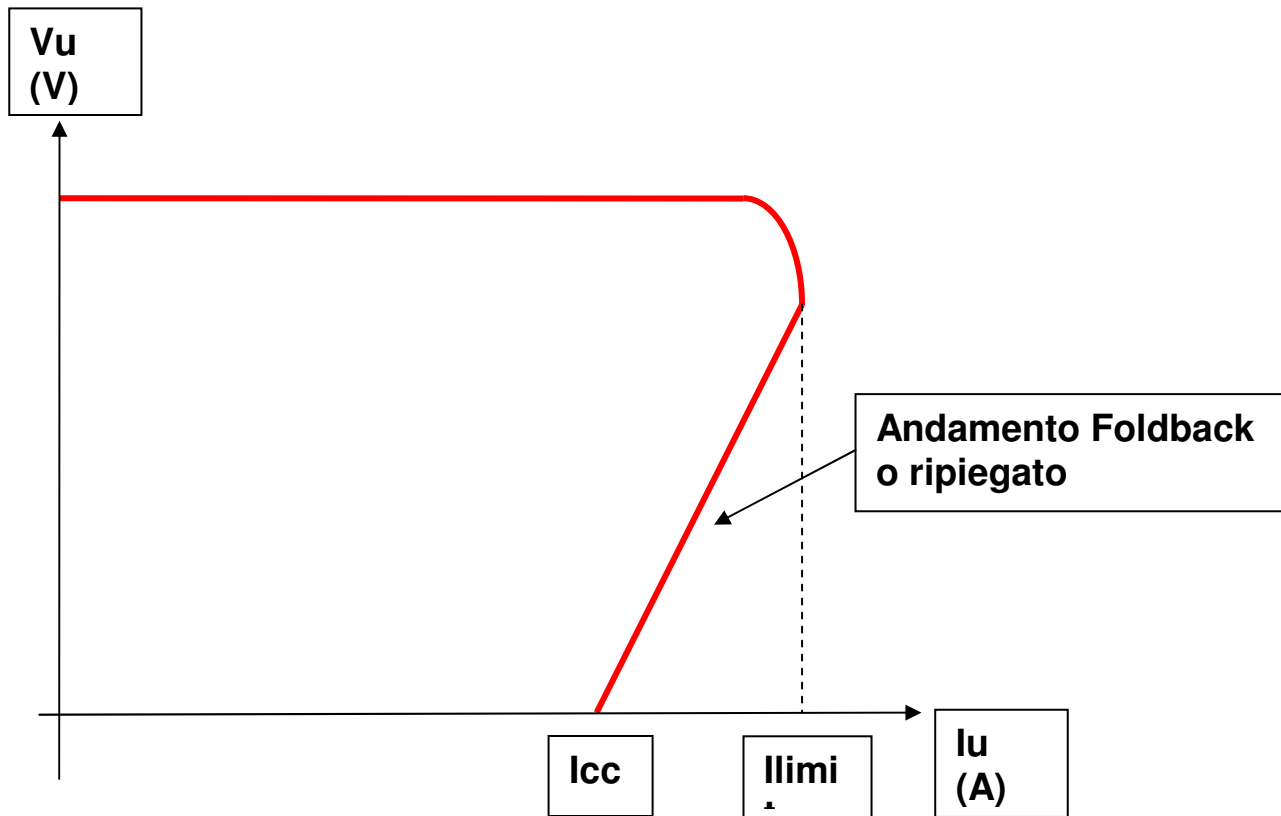 Vu
(V)
Andamento Foldback
o ripiegato
Icc
Ilimi
Iu
(A)